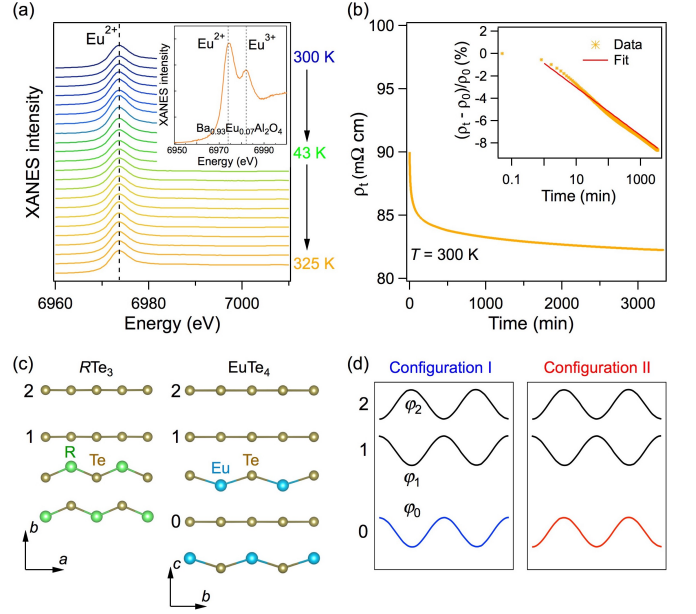 (a)
Eu2+
300 K
43 K
325 K
XANES intensity
6960 6980 7000
Energy (eV)
Eu2+ Eu3+
XANES intensity
Ba0.93Eu0.07Al2O4
6950 6970 6990
Energy (eV)
(b)
100
95
90
85
80
ρt (mΩ cm)
T = 300 K
0 1000 2000 3000
Time (min)
2
0
-2
-4
-6
-8
(ρt - ρ0)/ρ0 (%)
Data
Fit
0.1 10 1000
Time (min)
(c)
RTe3 EuTe4
2 2
1 1
R Te
Eu Te
0
b
a
c
b
(d)
Configuration I Configuration II
2 φ2
1
φ1
φ0
0